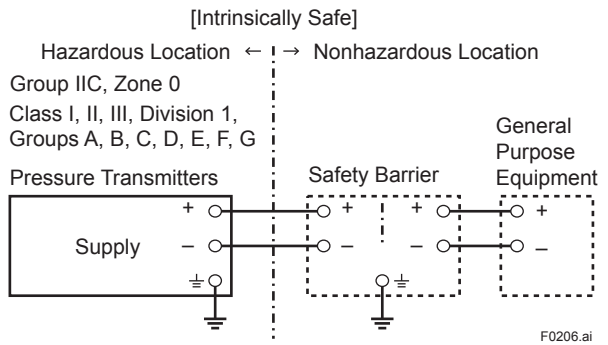 [Intrinsically Safe]
Hazardous Location ← → Nonhazardous Location
Group IIC, Zone 0
Class I, II, III, Division 1,
Groups A, B, C, D, E, F, G
General
Purpose
Equipment
Pressure Transmitters
Safety Barrier
+ + + +
Supply
– – – –
F0206.ai